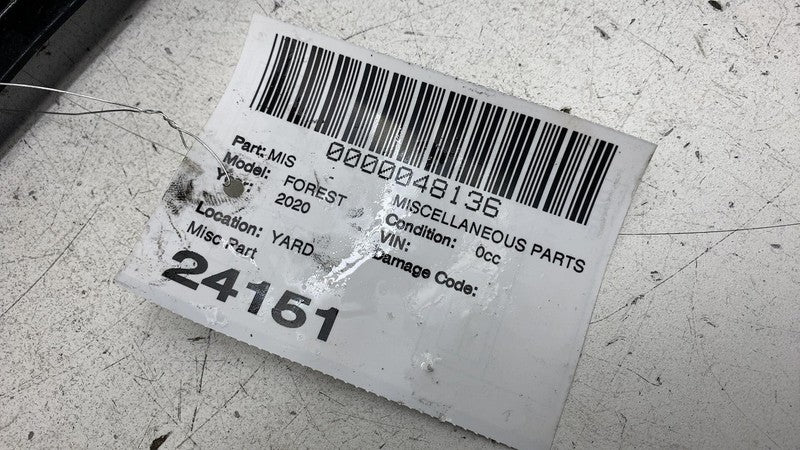 0000048136
Part: MIS MISCELLANEOUS PARTS
Model: FOREST Condition: 0cc
Year: 2020 VIN:
Location: YARD Damage Code:
Misc Part
24151